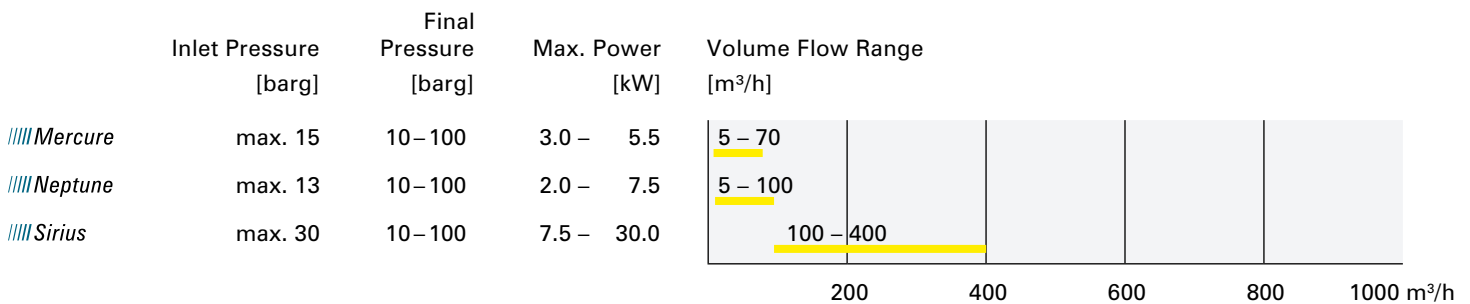 Final
Inlet Pressure Pressure Max. Power Volume Flow Range
[barg] [barg] [kW] [m³/h]
Mercure max. 15 10–100 3.0 – 5.5 5 – 70
Neptune max. 13 10–100 2.0 – 7.5 5 – 100
Sirius max. 30 10–100 7.5 – 30.0 100 – 400
200 400 600 800 1000 m³/h